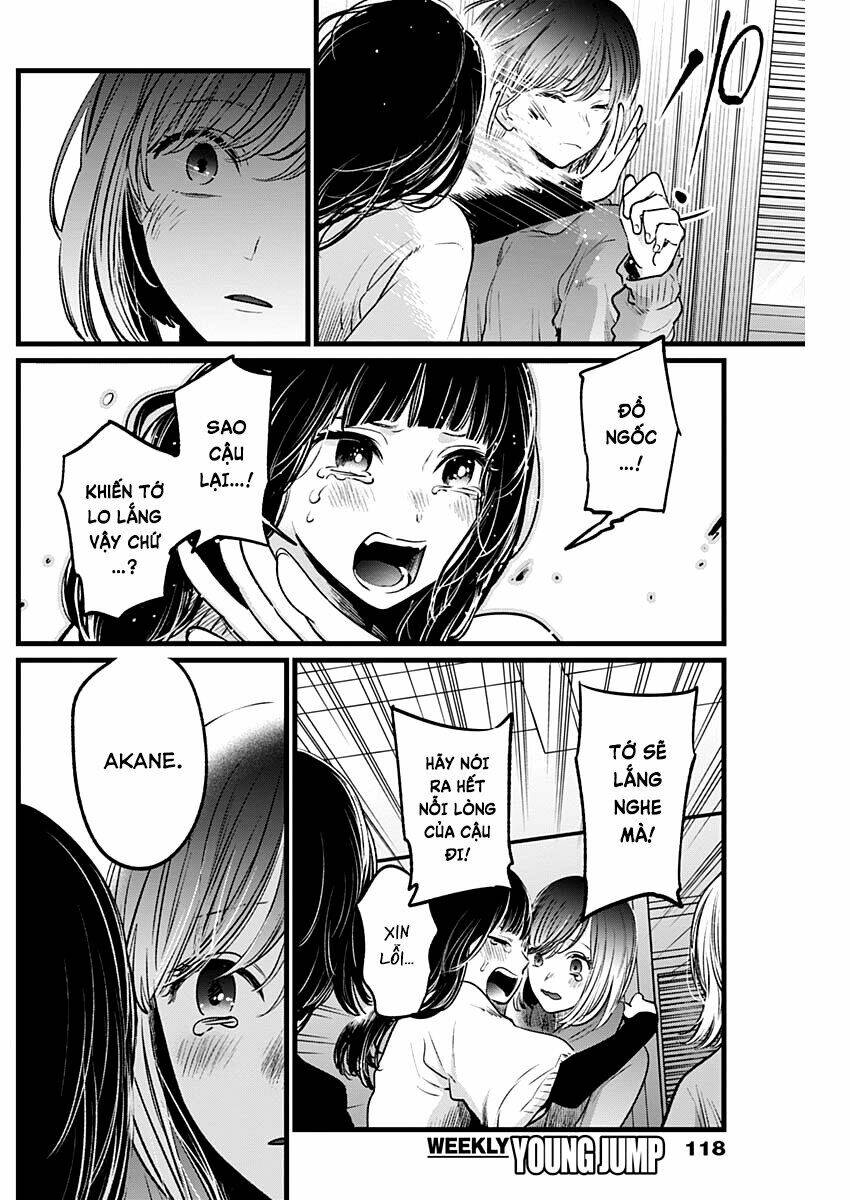 ĐỒ
NGỐC
...!
SAO
CẬU
LẠI...!
KHIẾN TỚ
LO LẮNG
VẬY CHỨ
...?
TỚ SẼ
LẮNG
NGHE
MÀ!
HÃY NÓI
RA HẾT
NỖI LÒNG
CỦA CẬU
ĐI!
XIN
LỖI...
AKANE.
WEEKLY YOUNG JUMP 118